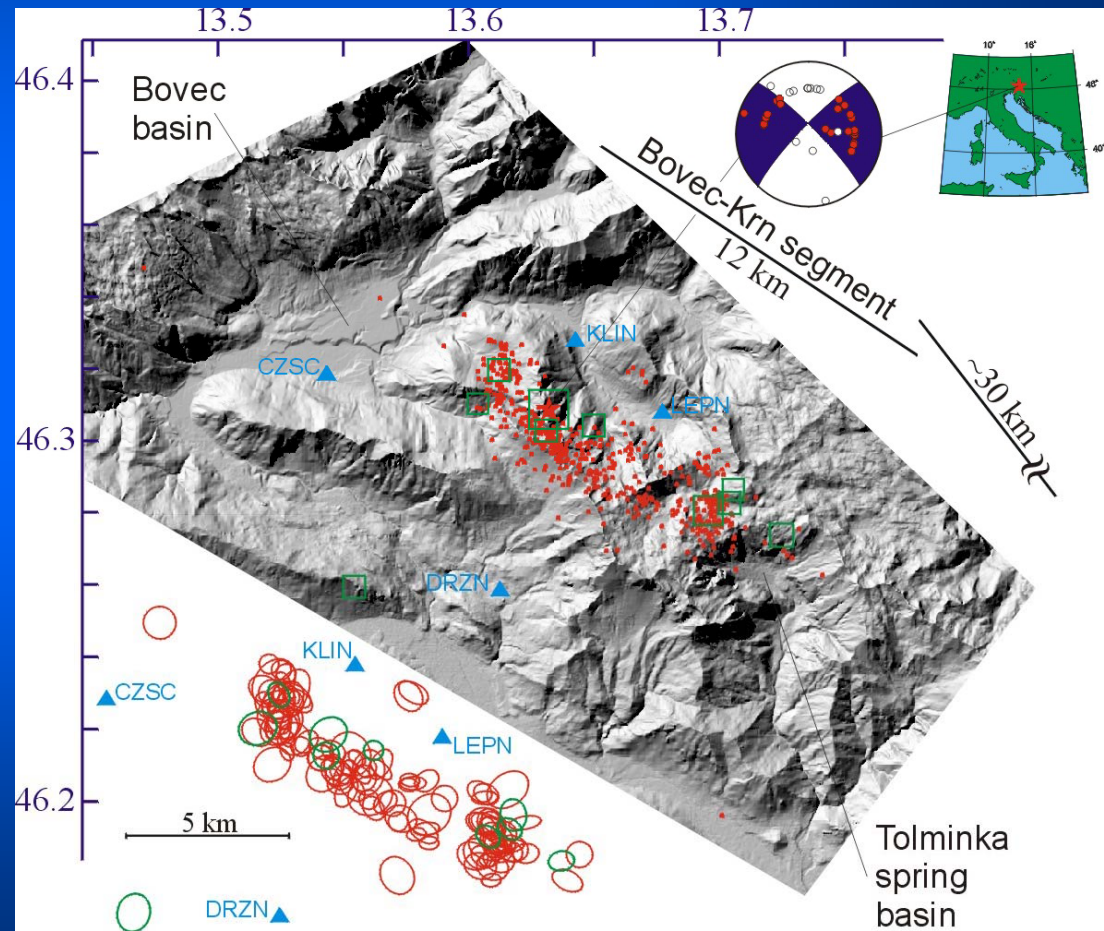 13.5
13.6
13.7
46.4
46.3
46.2
10°
16°
46°
40°
Bovec
basin
Bovec-Krn segment
12 km
~30 km
KLIN
CZSC
LEPN
DRZN
KLIN
CZSC
LEPN
5 km
DRZN
Tolminka
spring
basin